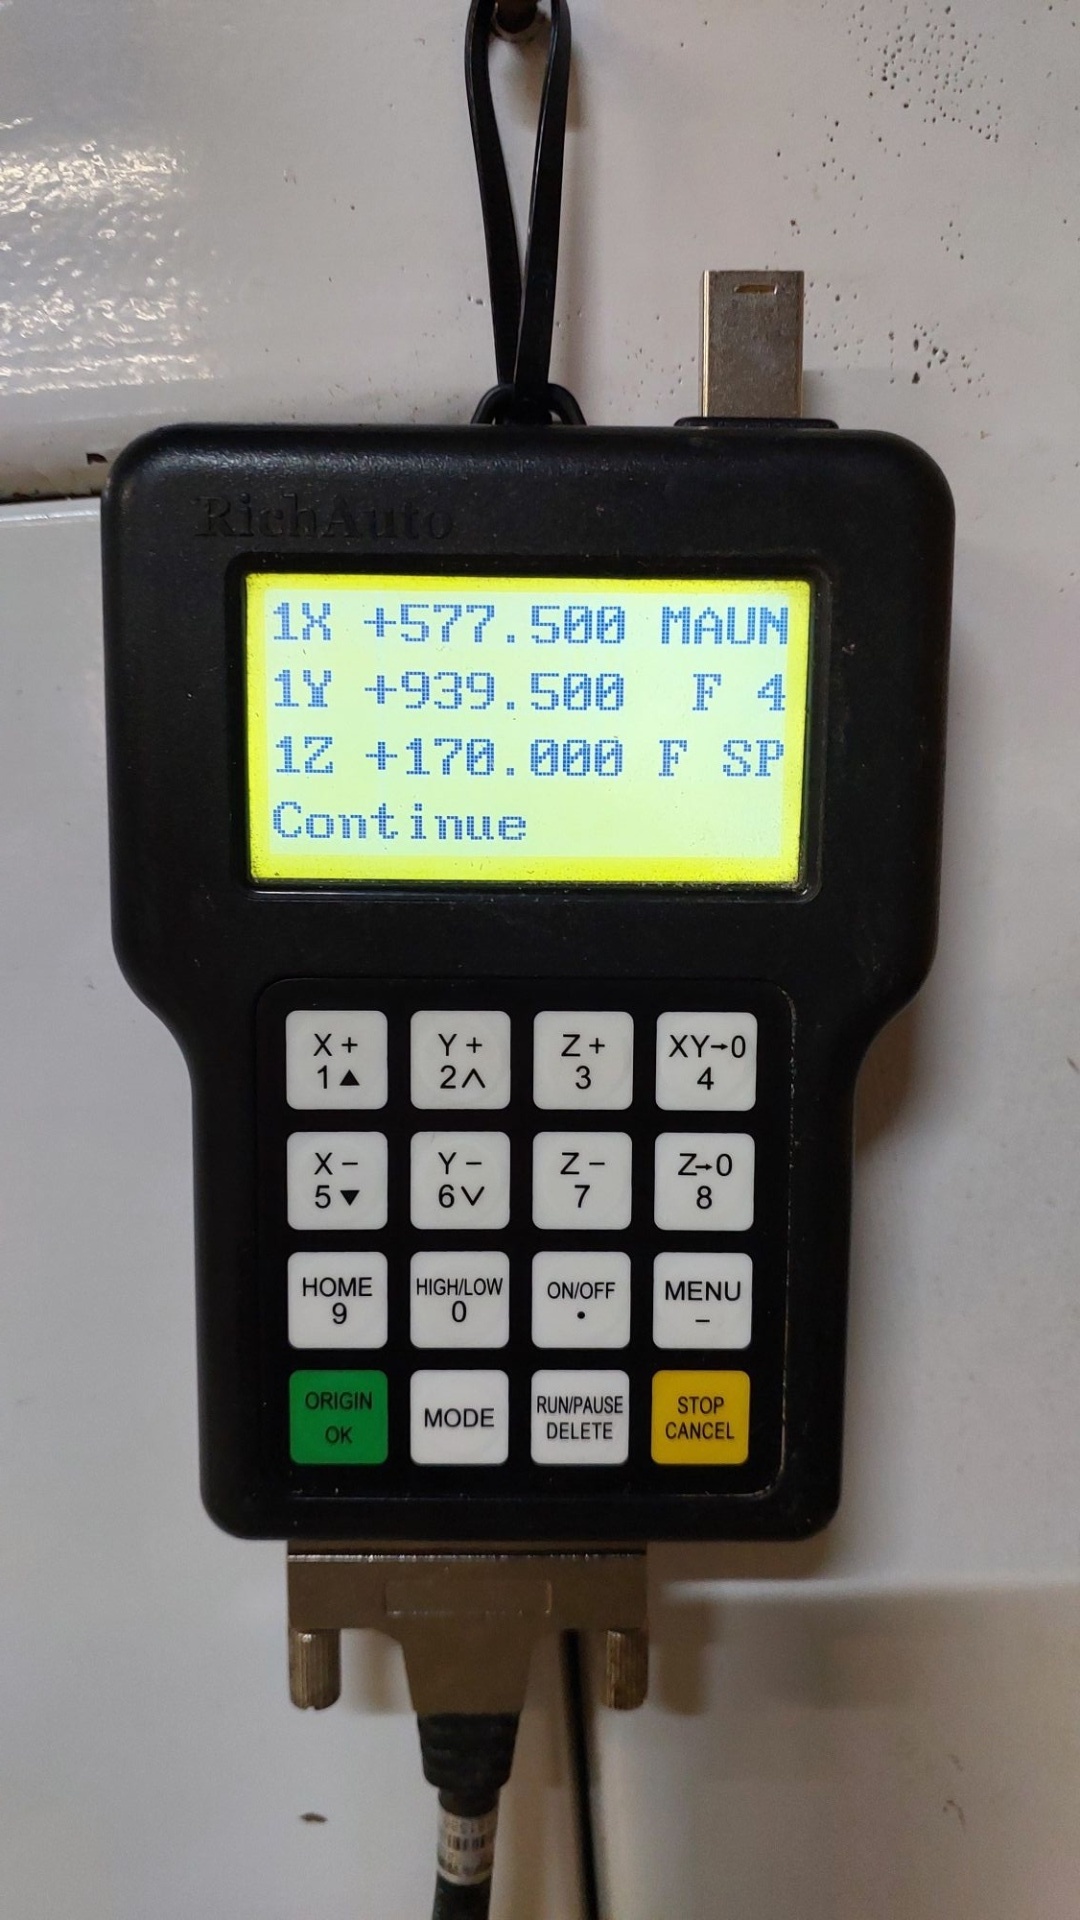 RichAuto
1X +577.500 MAUN
1Y +939.500 F 4
1Z +170.000 F SP
Continue
X+ Y+ Z+ XY→0
1▲ 2∧ 3 4
X− Y− Z− Z→0
5▼ 6∨ 7 8
HOME HIGH/LOW ON/OFF MENU
9 0 • −
ORIGIN MODE RUN/PAUSE STOP
OK DELETE CANCEL